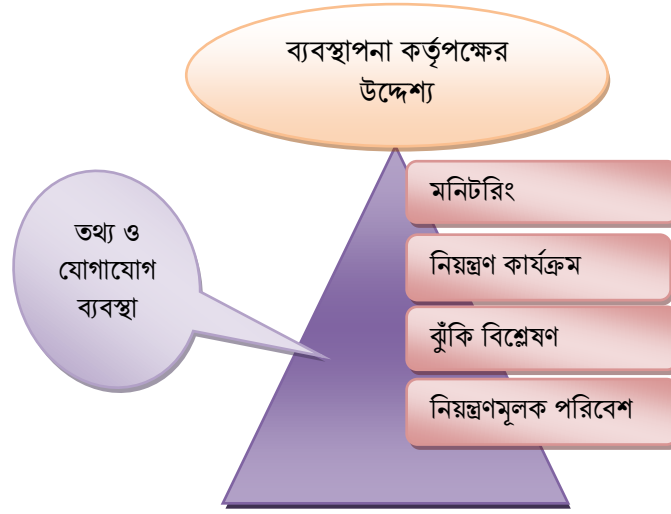 ব্যবস্থাপনা কর্তৃপক্ষের
উদ্দেশ্য
তথ্য ও
যোগাযোগ
ব্যবস্থা
মনিটরিং
নিয়ন্ত্রণ কার্যক্রম
ঝুঁকি বিশ্লেষণ
নিয়ন্ত্রণমূলক পরিবেশ